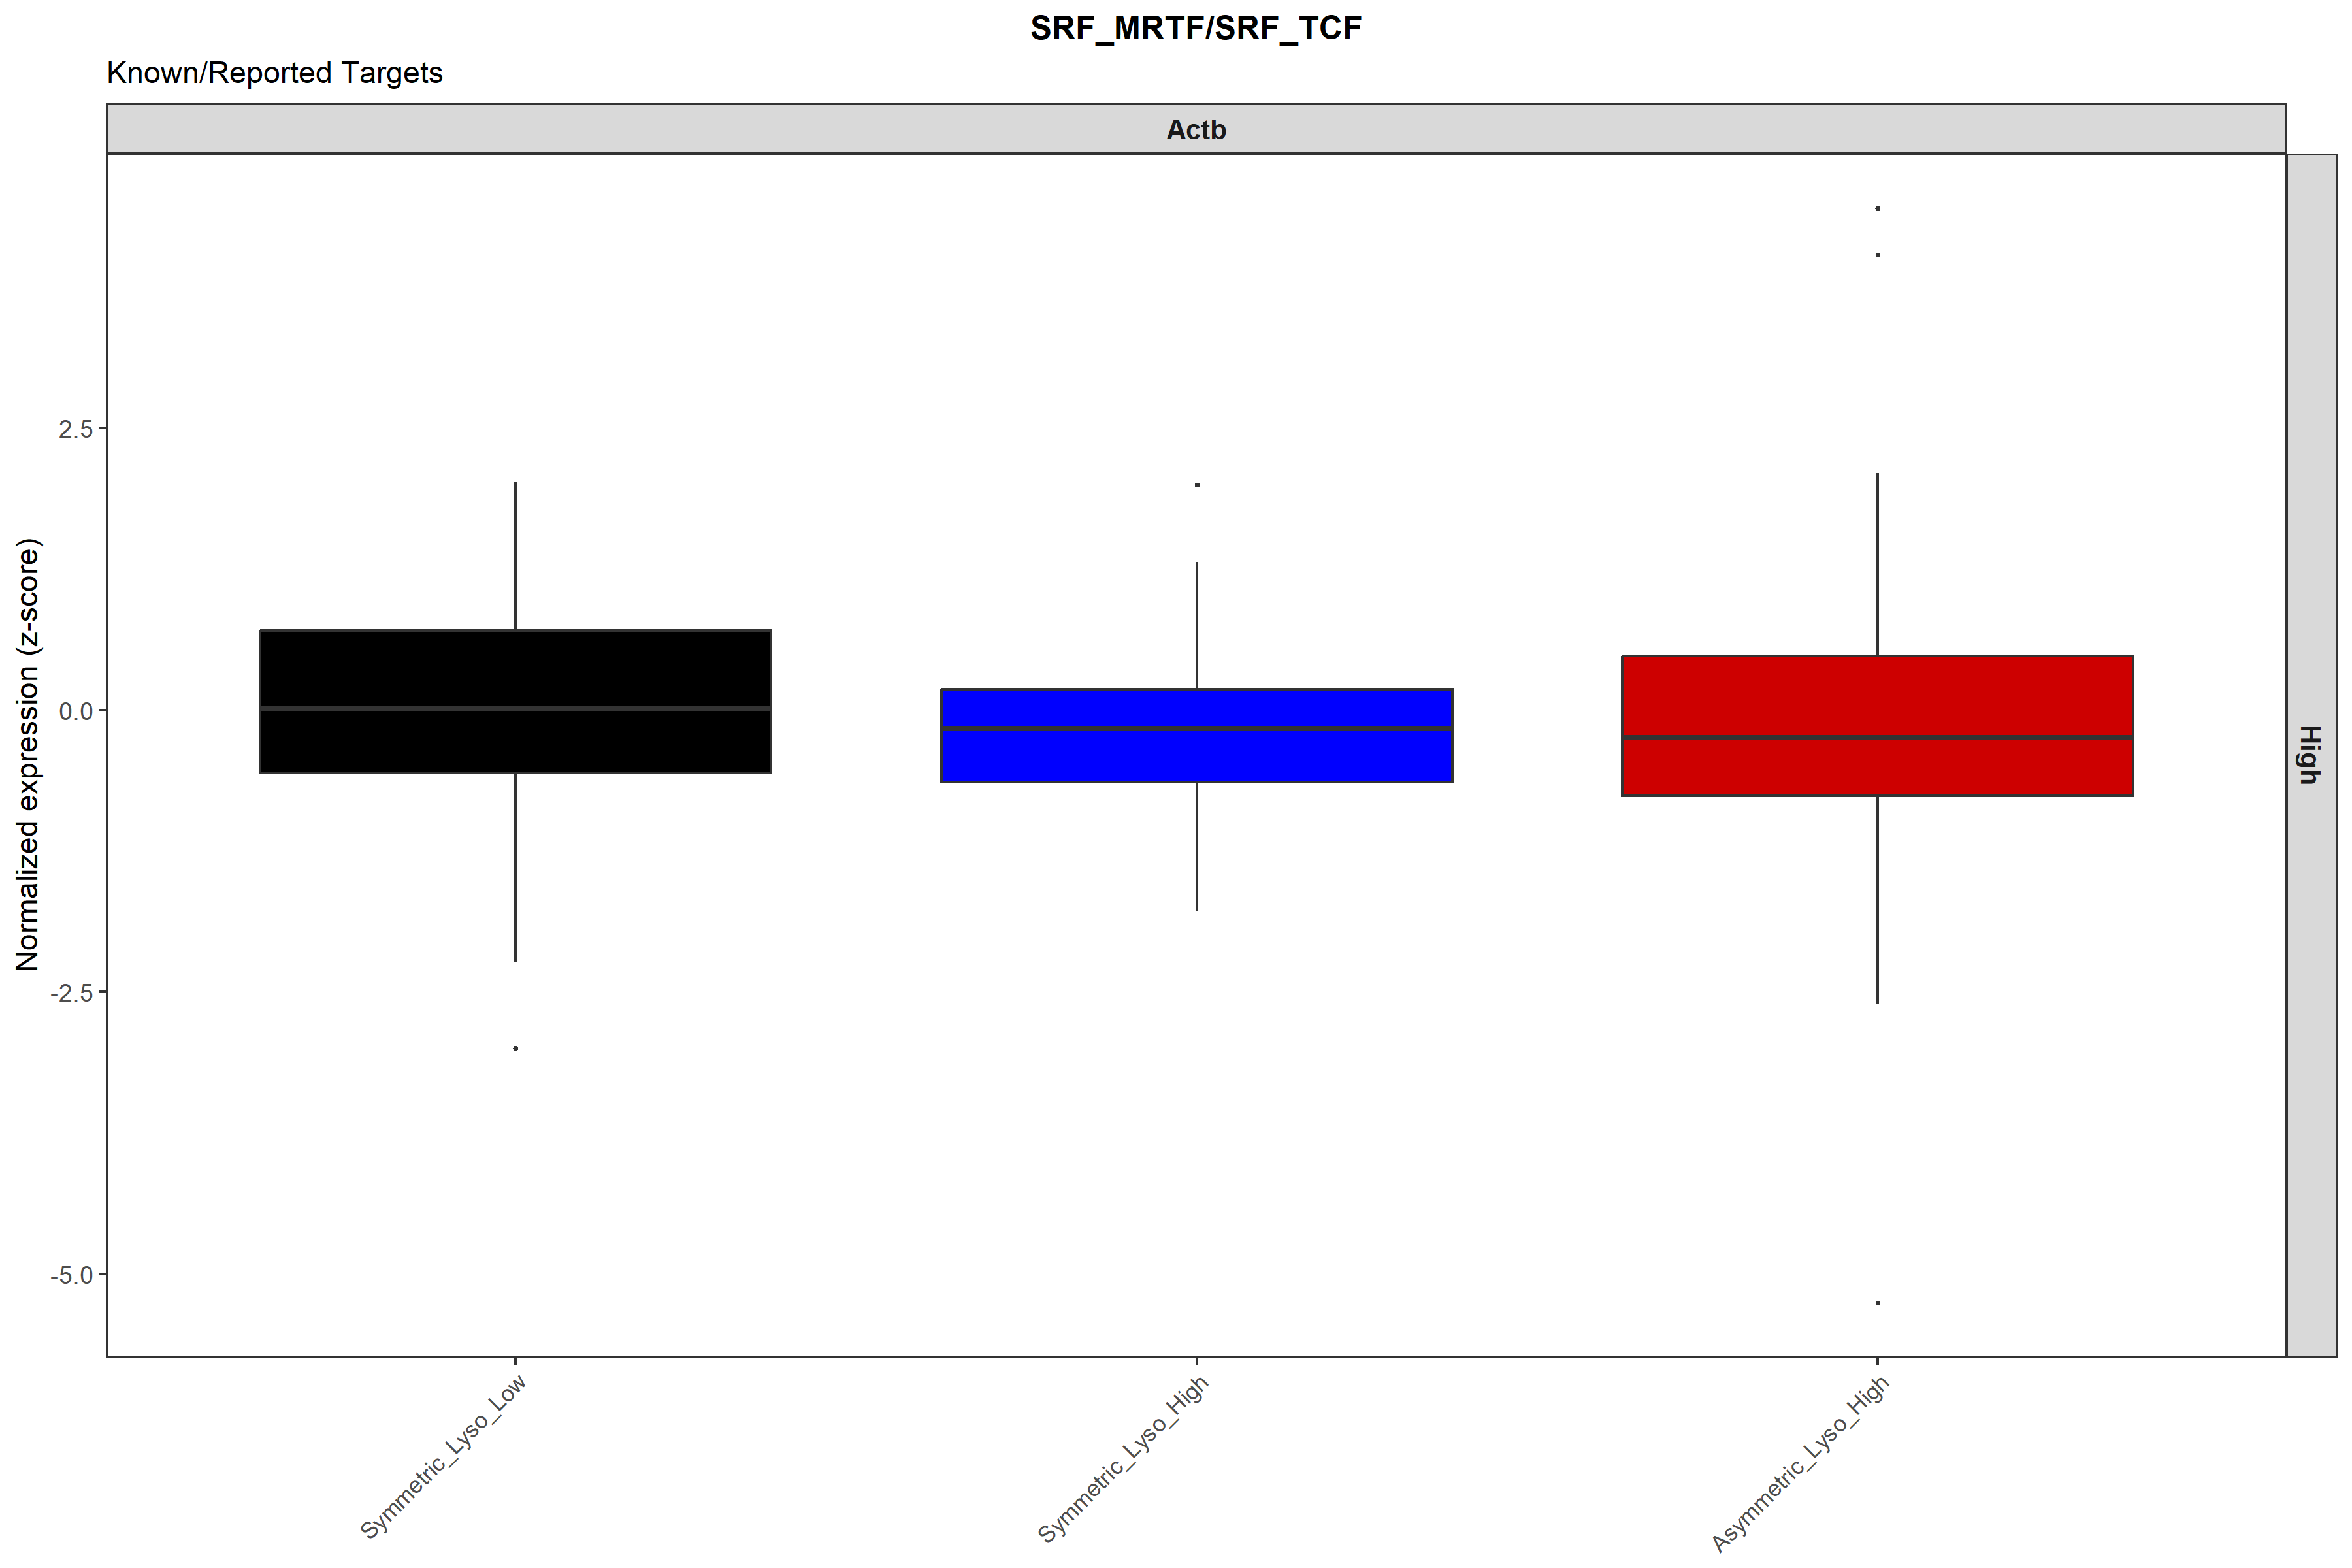 SRF_MRTF/SRF_TCF
Known/Reported Targets
Actb
High
Normalized expression (z-score)
2.5
0.0
-2.5
-5.0
Symmetric_Lyso_Low
Symmetric_Lyso_High
Asymmetric_Lyso_High